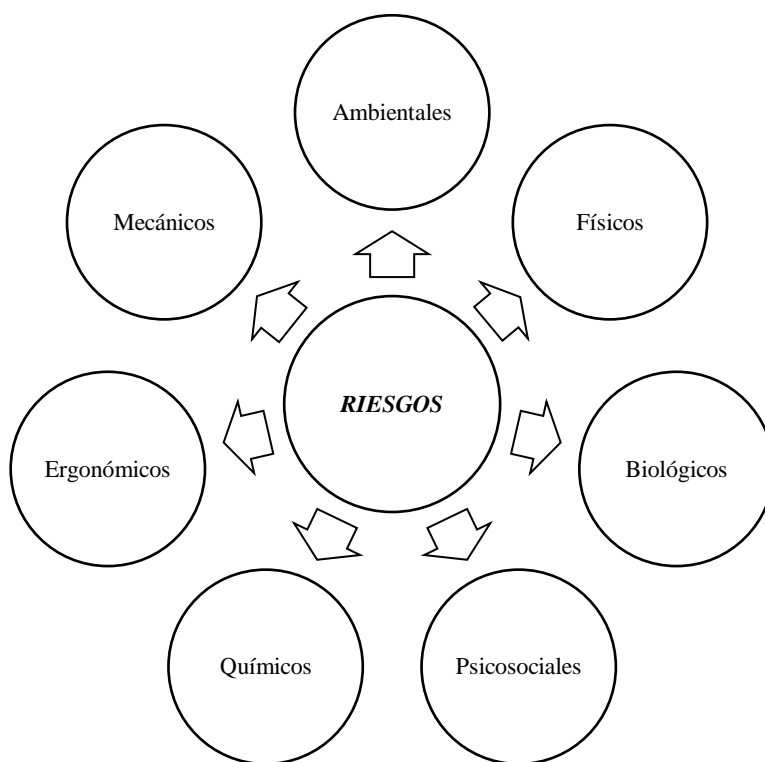 Ambientales
Mecánicos
Físicos
RIESGOS
Ergonómicos
Biológicos
Químicos
Psicosociales